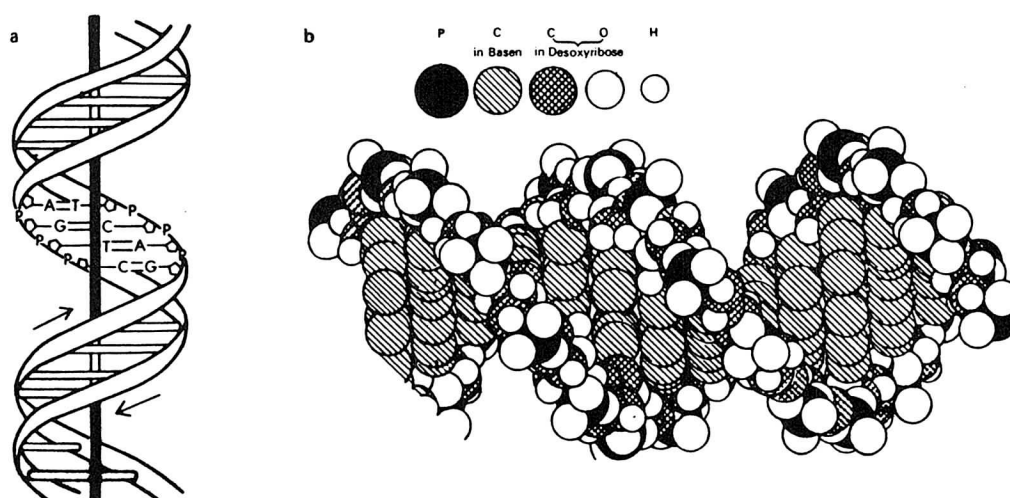 a
A = T P
P G ≡ C P
P T = A
P C ≡ G P
b
P C C O H
in Basen in Desoxyribose